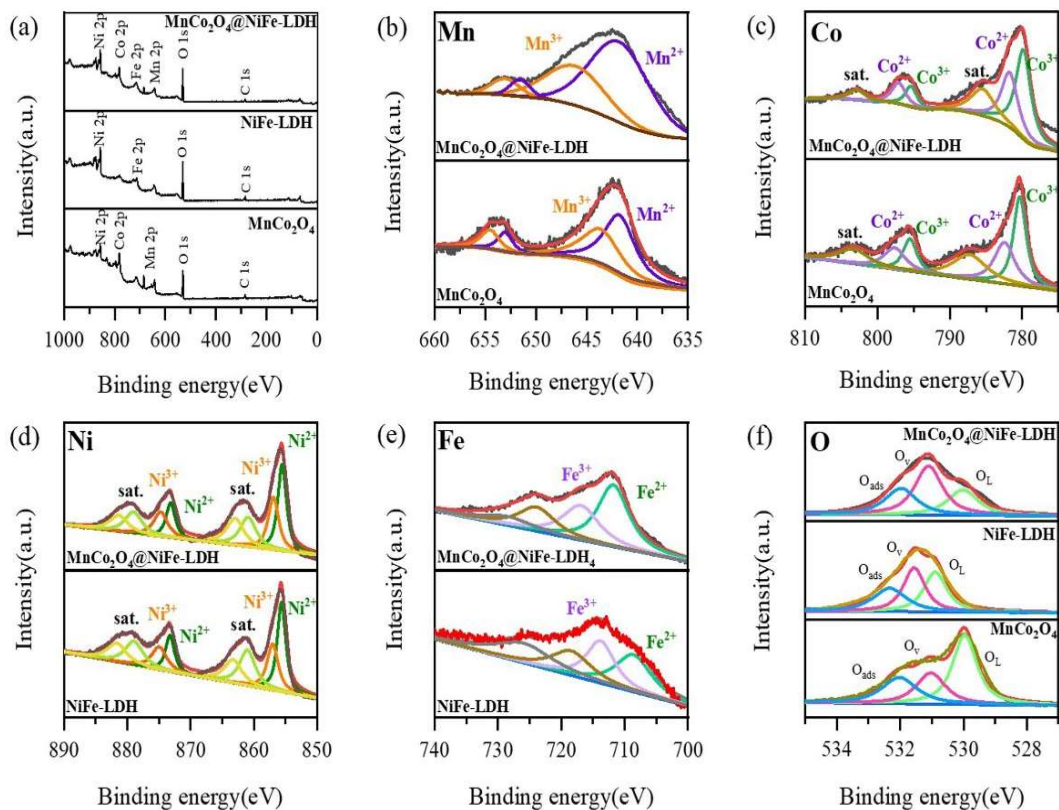 (a)
MnCo2O4@NiFe-LDH
Ni 2p
Co 2p
Fe 2p
Mn 2p
O 1s
C 1s
NiFe-LDH
Ni 2p
Fe 2p
O 1s
C 1s
MnCo2O4
Ni 2p
Co 2p
Mn 2p
O 1s
C 1s
Intensity(a.u.)
1000 800 600 400 200 0
Binding energy(eV)
(b)
Mn
Mn3+
Mn2+
MnCo2O4@NiFe-LDH
Mn3+
Mn2+
MnCo2O4
Intensity(a.u.)
660 655 650 645 640 635
Binding energy(eV)
(c)
Co
sat.
Co2+
Co3+
sat.
Co2+
Co3+
MnCo2O4@NiFe-LDH
sat.
Co2+
Co3+
Co2+
Co3+
MnCo2O4
Intensity(a.u.)
810 800 790 780
Binding energy(eV)
(d)
Ni
sat.
Ni3+
Ni2+
sat.
Ni3+
Ni2+
MnCo2O4@NiFe-LDH
sat.
Ni3+
Ni2+
sat.
Ni3+
Ni2+
NiFe-LDH
Intensity(a.u.)
890 880 870 860 850
Binding energy(eV)
(e)
Fe
Fe3+
Fe2+
MnCo2O4@NiFe-LDH4
Fe3+
Fe2+
NiFe-LDH
Intensity(a.u.)
740 730 720 710 700
Binding energy(eV)
(f)
O
MnCo2O4@NiFe-LDH
Oads
Ov
OL
NiFe-LDH
Oads
Ov
OL
MnCo2O4
Oads
Ov
OL
Intensity(a.u.)
534 532 530 528
Binding energy(eV)